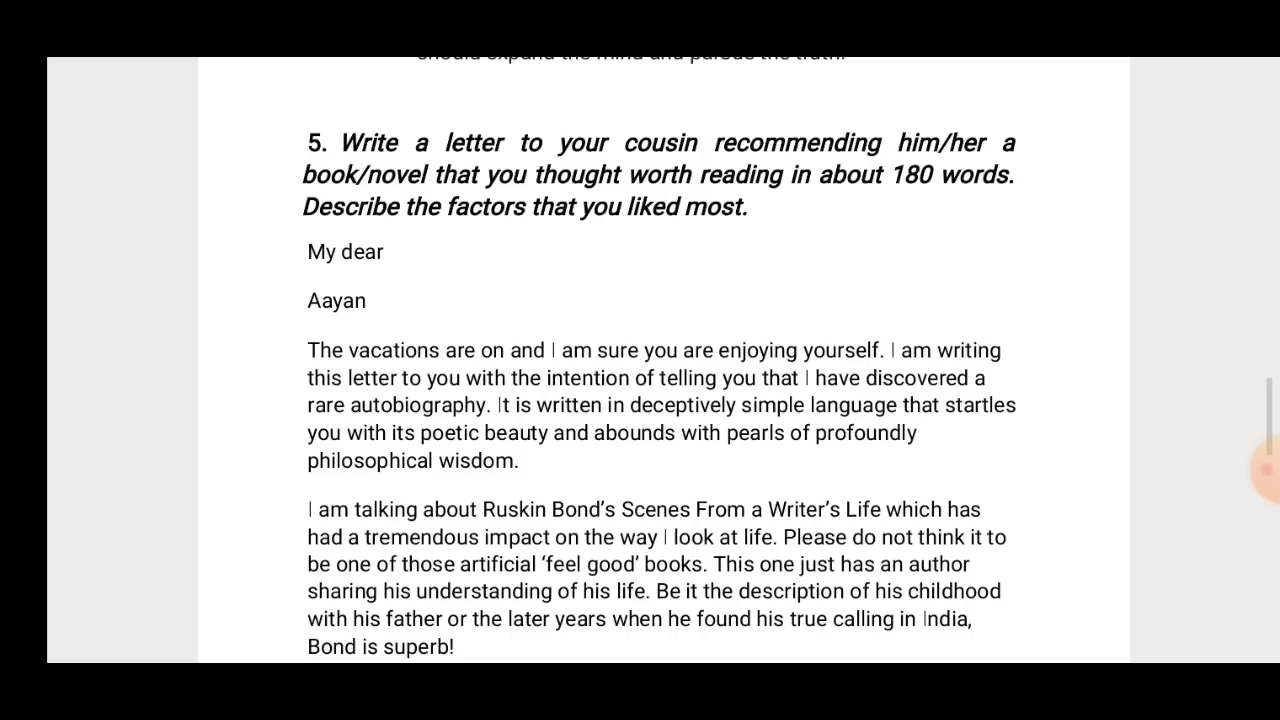 should expand the mind and pursue the truth.
5. Write a letter to your cousin recommending him/her a
book/novel that you thought worth reading in about 180 words.
Describe the factors that you liked most.
My dear
Aayan
The vacations are on and I am sure you are enjoying yourself. I am writing
this letter to you with the intention of telling you that I have discovered a
rare autobiography. It is written in deceptively simple language that startles
you with its poetic beauty and abounds with pearls of profoundly
philosophical wisdom.
I am talking about Ruskin Bond’s Scenes From a Writer’s Life which has
had a tremendous impact on the way I look at life. Please do not think it to
be one of those artificial ‘feel good’ books. This one just has an author
sharing his understanding of his life. Be it the description of his childhood
with his father or the later years when he found his true calling in India,
Bond is superb!